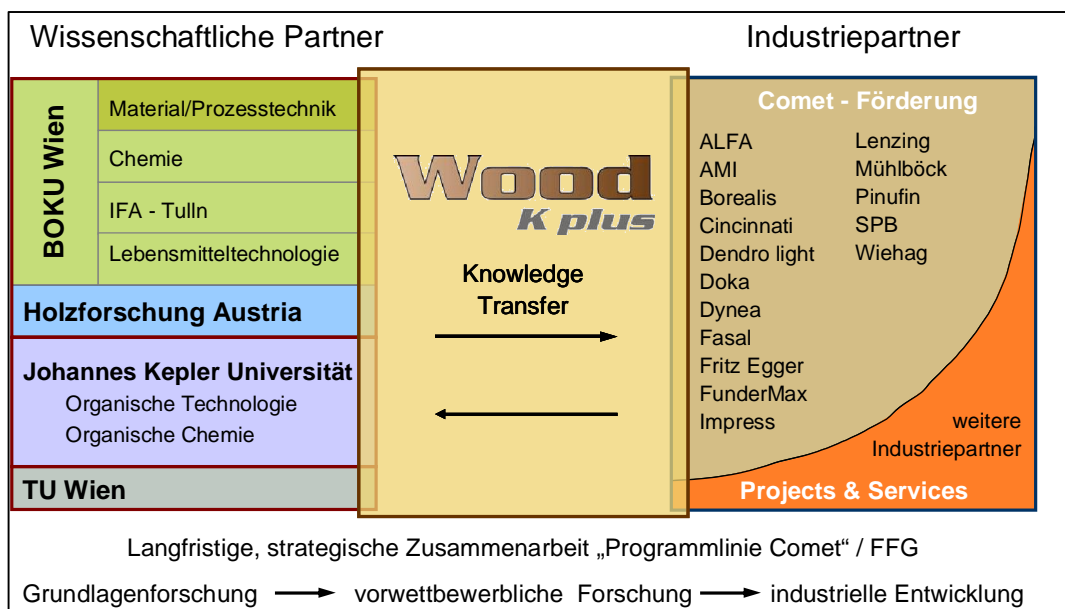 Wissenschaftliche Partner
Industriepartner
BOKU Wien
Material/Prozesstechnik
Chemie
IFA - Tulln
Lebensmitteltechnologie
Holzforschung Austria
Johannes Kepler Universität
Organische Technologie
Organische Chemie
TU Wien
Wood
K plus
Knowledge
Transfer
Comet - Förderung
ALFA
AMI
Borealis
Cincinnati
Dendro light
Doka
Dynea
Fasal
Fritz Egger
FunderMax
Impress
Lenzing
Mühlböck
Pinufin
SPB
Wiehag
weitere
Industriepartner
Projects & Services
Langfristige, strategische Zusammenarbeit „Programmlinie Comet“ / FFG
Grundlagenforschung vorwettbewerbliche Forschung industrielle Entwicklung